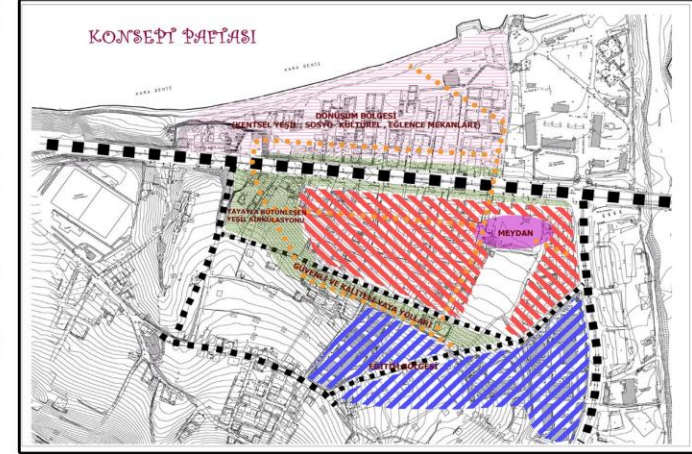 KONSEPT PAFTASI
KARA DENİZ
KARA DENİZ
DÖNÜŞÜM BÖLGESİ
(KENTSEL YEŞİL , SOSYO- KÜLTÜREL , EĞLENCE MEKANLARI)
YAYAYLA BÜTÜNLEŞEN
YEŞİL SİRKÜLASYONU
MEYDAN
GÜVENLİ VE KALİTELİ YAYA YOLLARI
EĞİTİM BÖLGESİ